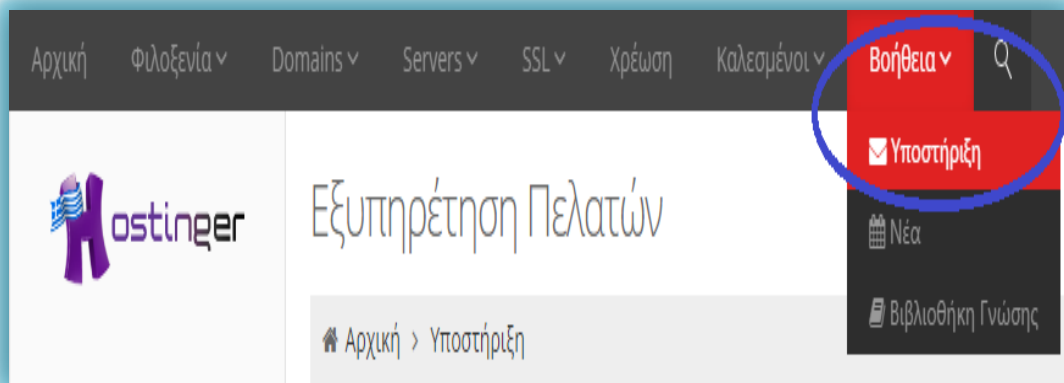 Αρχική Φιλοξενία Domains Servers SSL Χρέωση Καλεσμένοι Βοήθεια
Υποστήριξη
Νέα
Βιβλιοθήκη Γνώσης
Hostinger
Εξυπηρέτηση Πελατών
Αρχική > Υποστήριξη